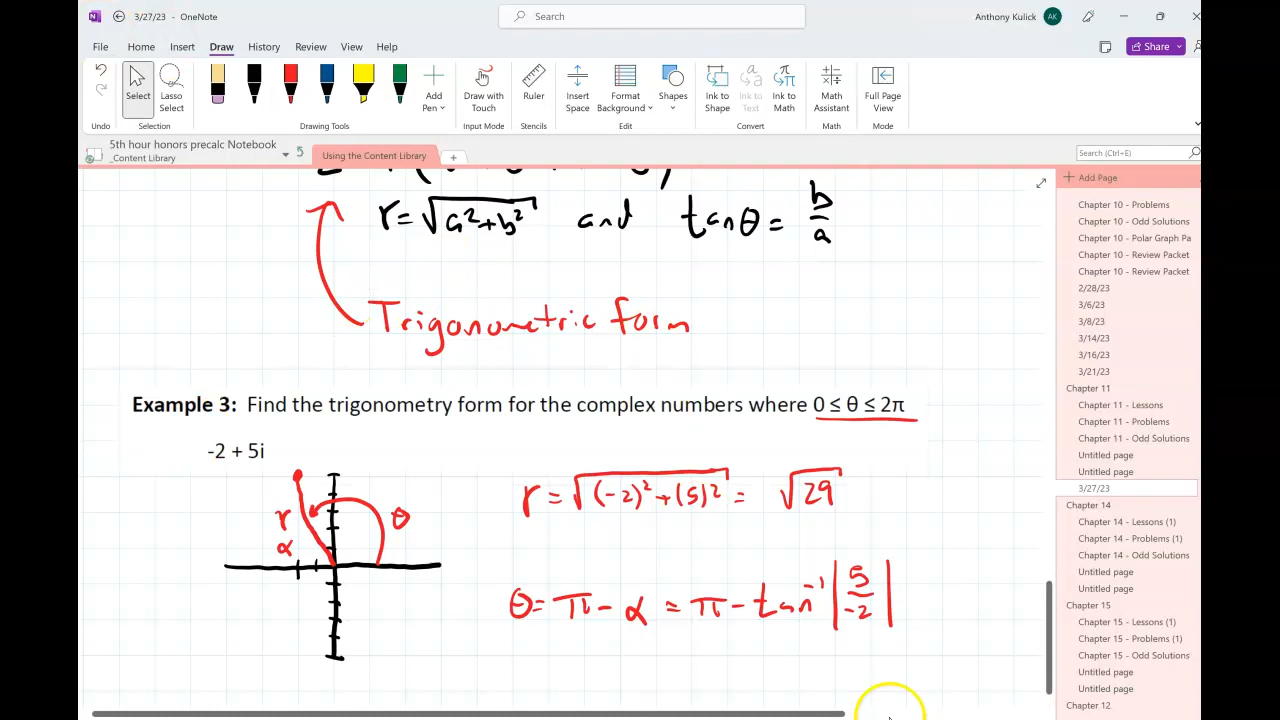 3/27/23 - OneNote
Search
Anthony Kulick
AK
File Home Insert Draw History Review View Help
Share
Undo
Select
Lasso Select
Selection
Drawing Tools
Add Pen
Draw with Touch
Input Mode
Ruler
Stencils
Insert Space
Format Background
Shapes
Edit
Ink to Shape
Ink to Text
Ink to Math
Convert
Math Assistant
Math
Full Page View
Mode
5th hour honors precalc Notebook
_Content Library
Using the Content Library
Search (Ctrl+E)
Add Page
r = √(a²+b²) and tanθ = b/a
Trigonometric form
Example 3: Find the trigonometry form for the complex numbers where 0 ≤ θ ≤ 2π
-2 + 5i
r
α
θ
r = √((-2)²+(5)²) = √29
θ = π - α = π - tan⁻¹|5/-2|
Chapter 10 - Problems
Chapter 10 - Odd Solutions
Chapter 10 - Polar Graph Pa
Chapter 10 - Review Packet
Chapter 10 - Review Packet
2/28/23
3/6/23
3/8/23
3/14/23
3/16/23
3/21/23
Chapter 11
Chapter 11 - Lessons
Chapter 11 - Problems
Chapter 11 - Odd Solutions
Untitled page
Untitled page
3/27/23
Chapter 14
Chapter 14 - Lessons (1)
Chapter 14 - Problems (1)
Chapter 14 - Odd Solutions
Untitled page
Untitled page
Chapter 15
Chapter 15 - Lessons (1)
Chapter 15 - Problems (1)
Chapter 15 - Odd Solutions
Untitled page
Untitled page
Chapter 12